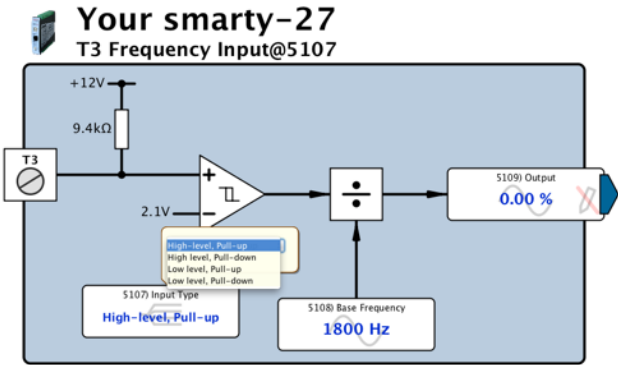 Your smarty-27
T3 Frequency Input@5107
+12V
9.4kΩ
T3
+
2.1V
−
÷
5109) Output
0.00 %
High-level, Pull-up
High level, Pull-down
Low level, Pull-up
Low level, Pull-down
5107) Input Type
High-level, Pull-up
5108) Base Frequency
1800 Hz